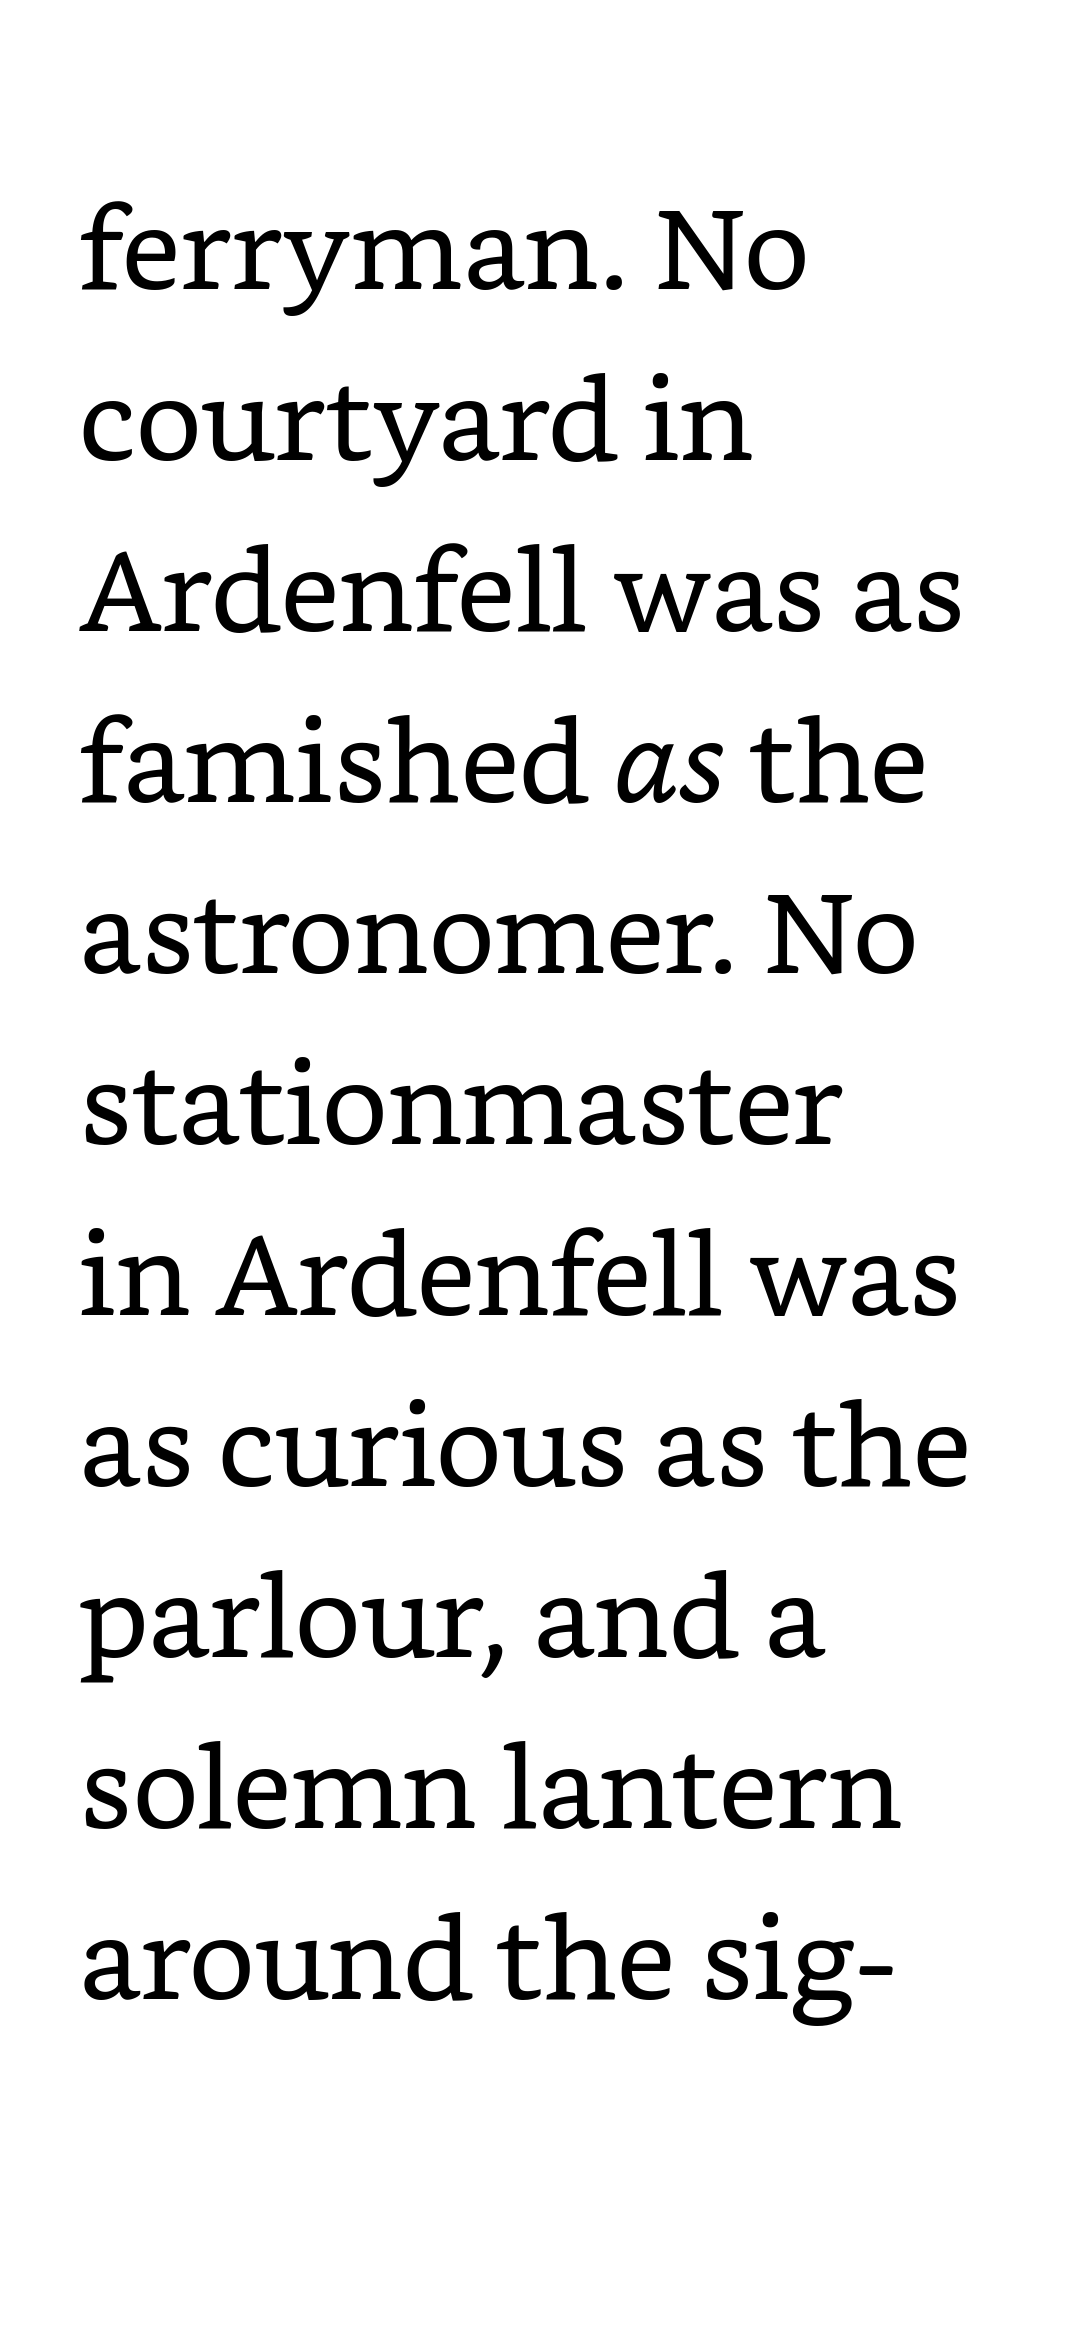 ferryman. No
courtyard in
Ardenfell was as
famished as the
astronomer. No
stationmaster
in Ardenfell was
as curious as the
parlour, and a
solemn lantern
around the sig-